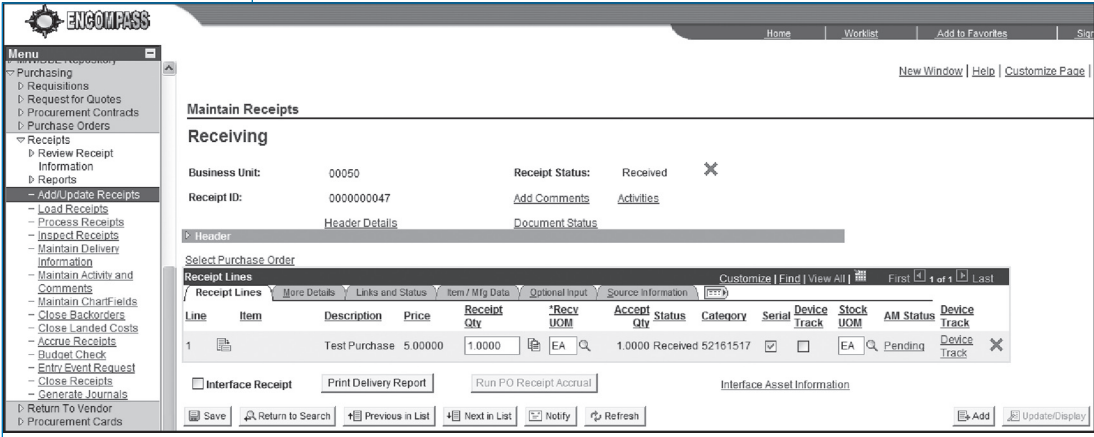 ENCOMPASS
Home Worklist Add to Favorites Sign
Menu
New Window | Help | Customize Page |
Purchasing
Requisitions
Request for Quotes
Procurement Contracts
Purchase Orders
Receipts
Review Receipt
Information
Reports
Add/Update Receipts
Load Receipts
Process Receipts
Inspect Receipts
Maintain Delivery
Information
Maintain Activity and
Comments
Maintain ChartFields
Close Backorders
Close Landed Costs
Accrue Receipts
Budget Check
Entry Event Request
Close Receipts
Generate Journals
Return To Vendor
Procurement Cards
Maintain Receipts
Receiving
Business Unit: 00050 Receipt Status: Received
Receipt ID: 0000000047 Add Comments Activities
Header Details Document Status
Header
Select Purchase Order
Receipt Lines Customize | Find | View All | First 1 of 1 Last
Receipt Lines More Details Links and Status Item / Mfg Data Optional Input Source Information
Line Item Description Price Receipt Qty *Recv UOM Accept Qty Status Category Serial Device Track Stock UOM AM Status Device Track
1 Test Purchase 5.00000 1.0000 EA 1.0000 Received 52161517 EA Pending Device Track
Interface Receipt Print Delivery Report Run PO Receipt Accrual Interface Asset Information
Save Return to Search Previous in List Next in List Notify Refresh Add Update/Display